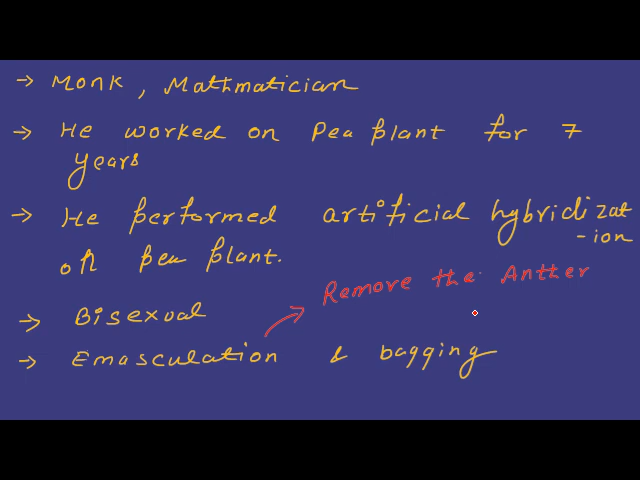 → Monk, Mathmatician
→ He worked on Pea plant for 7
years
→ He performed artificial hybridizat
-ion
on pea plant.
Remove the Anther
→ Bisexual
→ Emasculation & bagging